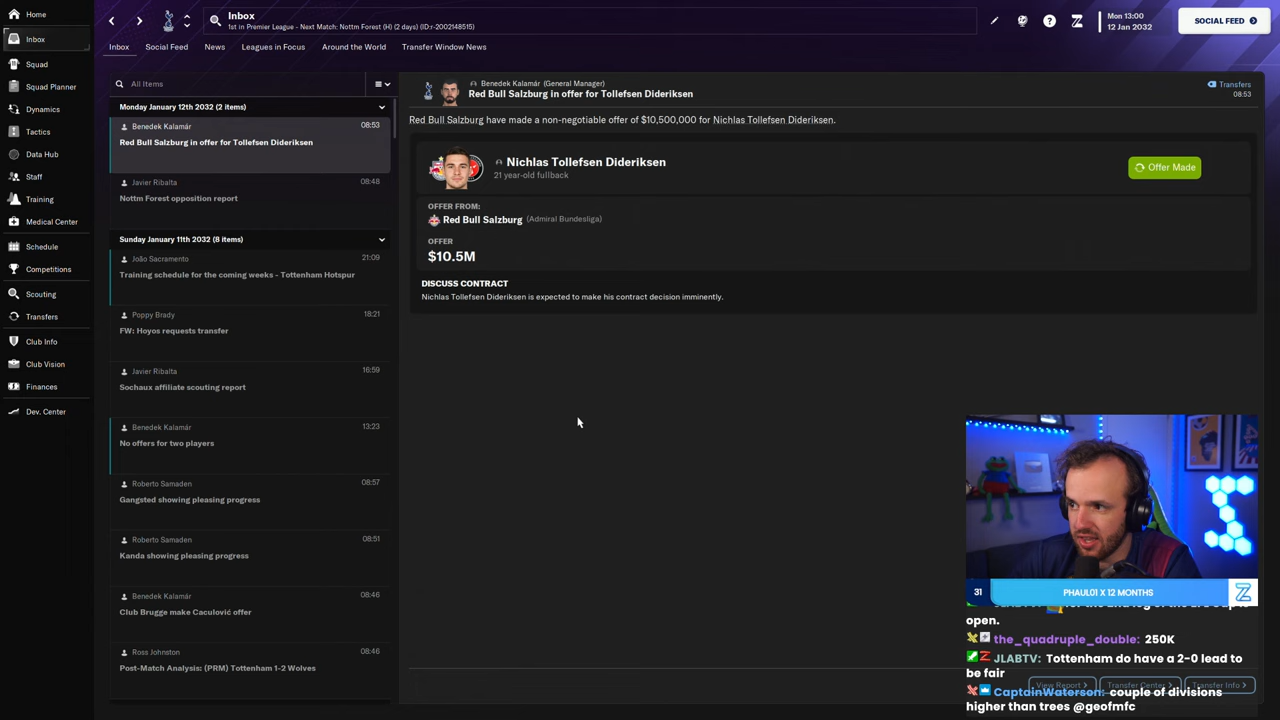 Home
Inbox
Squad
Squad Planner
Dynamics
Tactics
Data Hub
Staff
Training
Medical Center
Schedule
Competitions
Scouting
Transfers
Club Info
Club Vision
Finances
Dev. Center
Inbox
1st in Premier League - Next Match: Nottm Forest (H) (2 days) (ID:r-2002148515)
Mon 13:00
12 Jan 2032
SOCIAL FEED
Inbox
Social Feed
News
Leagues in Focus
Around the World
Transfer Window News
All Items
Monday January 12th 2032 (2 items)
Benedek Kalamár 08:53
Red Bull Salzburg in offer for Tollefsen Dideriksen
Javier Ribalta 08:48
Nottm Forest opposition report
Sunday January 11th 2032 (8 items)
João Sacramento 21:09
Training schedule for the coming weeks - Tottenham Hotspur
Poppy Brady 18:21
FW: Hoyos requests transfer
Javier Ribalta 16:59
Sochaux affiliate scouting report
Benedek Kalamár 13:23
No offers for two players
Roberto Samaden 08:57
Gangsted showing pleasing progress
Roberto Samaden 08:51
Kanda showing pleasing progress
Benedek Kalamár 08:46
Club Brugge make Caculović offer
Ross Johnston 08:46
Post-Match Analysis: (PRM) Tottenham 1-2 Wolves
Benedek Kalamár (General Manager)
Red Bull Salzburg in offer for Tollefsen Dideriksen
Transfers
08:53
Red Bull Salzburg have made a non-negotiable offer of $10,500,000 for Nichlas Tollefsen Dideriksen.
Nichlas Tollefsen Dideriksen
21 year-old fullback
Offer Made
OFFER FROM:
Red Bull Salzburg (Admiral Bundesliga)
OFFER
$10.5M
DISCUSS CONTRACT
Nichlas Tollefsen Dideriksen is expected to make his contract decision imminently.
31 PHAUL01 X 12 MONTHS
open.
the_quadruple_double: 250K
JLABTV: Tottenham do have a 2-0 lead to
be fair
View Report Transfer Center Transfer Info
CaptainWaterson: couple of divisions
higher than trees @geofmfc